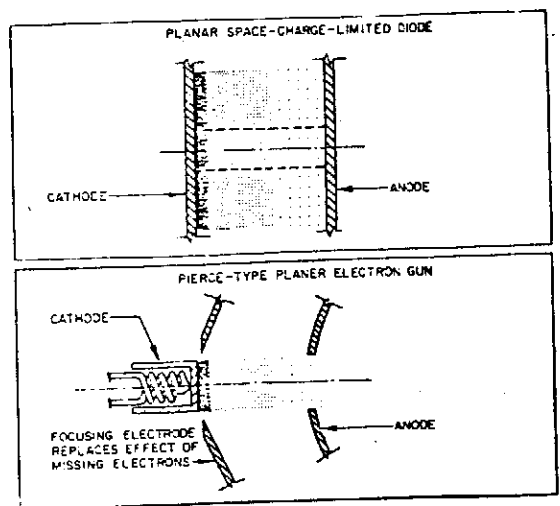 PLANAR SPACE-CHARGE-LIMITED DIODE
CATHODE
ANODE
PIERCE-TYPE PLANER ELECTRON GUN
CATHODE
FOCUSING ELECTRODE
REPLACES EFFECT OF
MISSING ELECTRONS
ANODE